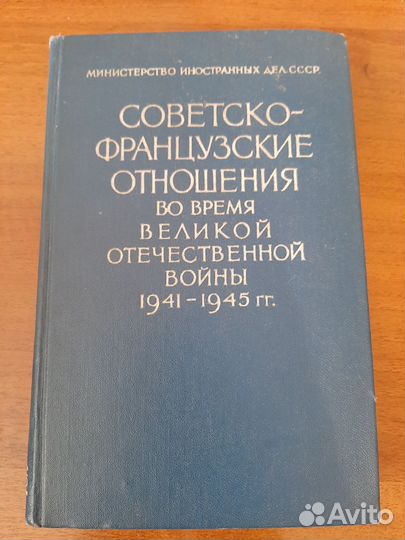 МИНИСТЕРСТВО ИНОСТРАННЫХ ДЕЛ СССР
СОВЕТСКО-
ФРАНЦУЗСКИЕ
ОТНОШЕНИЯ
ВО ВРЕМЯ
ВЕЛИКОЙ
ОТЕЧЕСТВЕННОЙ
ВОЙНЫ
1941-1945 гг.
Avito